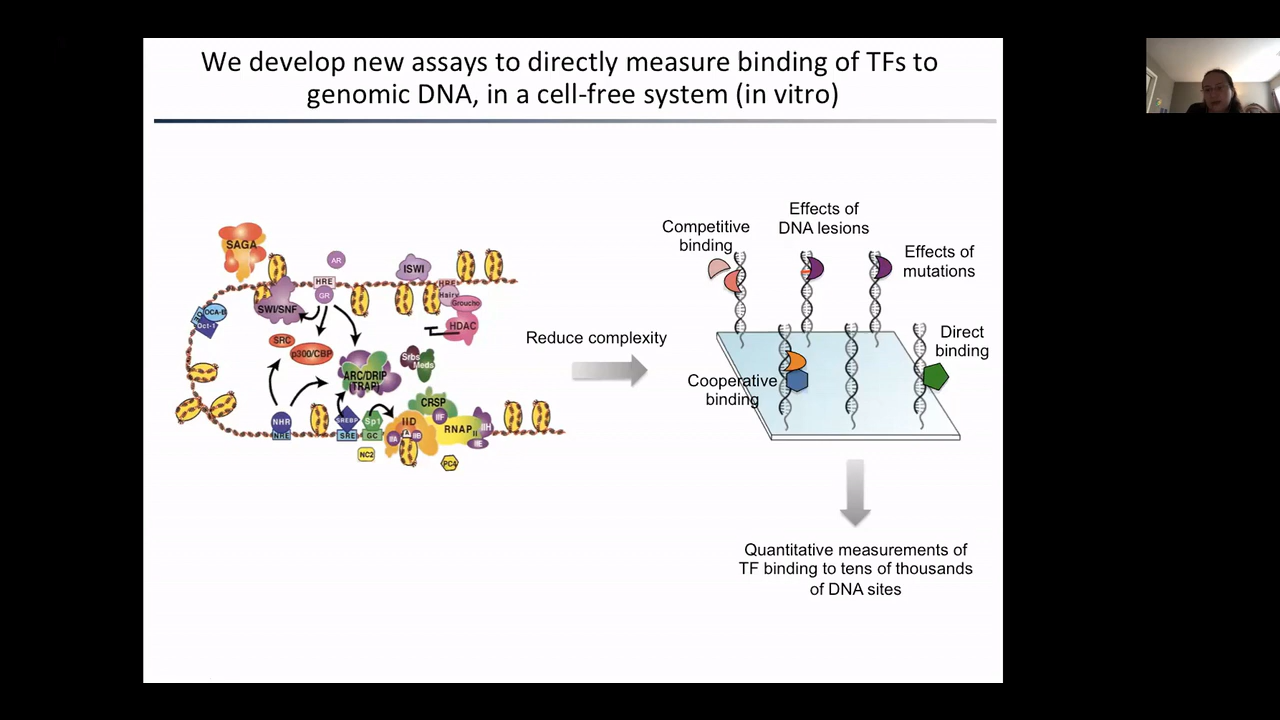 We develop new assays to directly measure binding of TFs to
genomic DNA, in a cell-free system (in vitro)
SAGA
AR
HRE
GR
SWI/SNF
ISWI
HRE
Hairy
Groucho
HDAC
OCA-B
Oct-1
SRC
p300/CBP
ARC/DRIP
(TRAP)
Srbs
Meds
CRSP
NHR
NRE
SREBP
SRE
Sp1
GC
IID
IIA
IIB
IIF
RNAP II
IIH
IIE
NC2
PC4
Reduce complexity
Competitive
binding
Effects of
DNA lesions
Effects of
mutations
Direct
binding
Cooperative
binding
Quantitative measurements of
TF binding to tens of thousands
of DNA sites